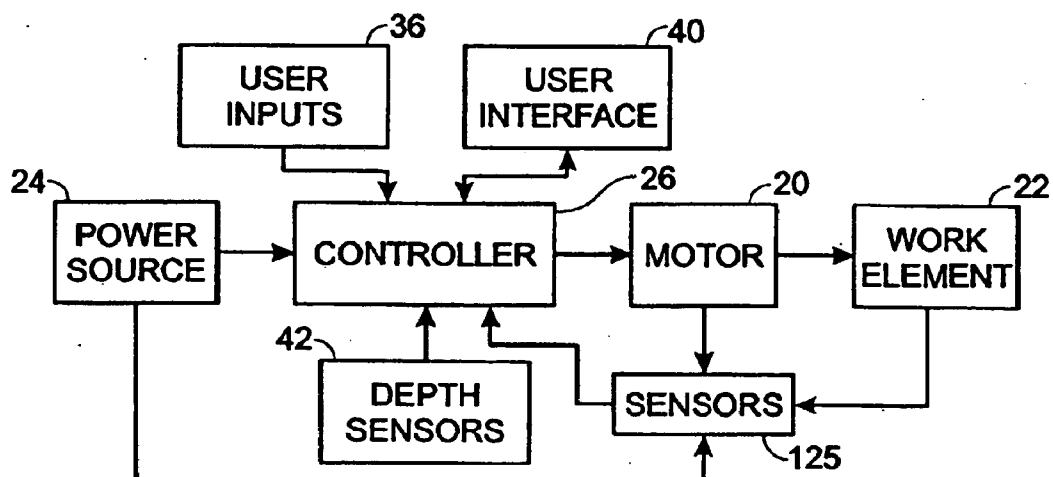 36
USER
INPUTS
40
USER
INTERFACE
24
POWER
SOURCE
26
CONTROLLER
20
MOTOR
22
WORK
ELEMENT
42
DEPTH
SENSORS
SENSORS
125